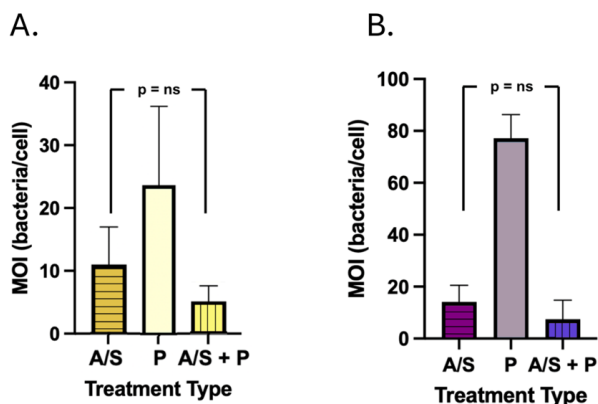 A.
MOI (bacteria/cell)
40
30
20
10
0
p = ns
A/S
P
A/S + P
Treatment Type
B.
MOI (bacteria/cell)
100
80
60
40
20
0
p = ns
A/S
P
A/S + P
Treatment Type